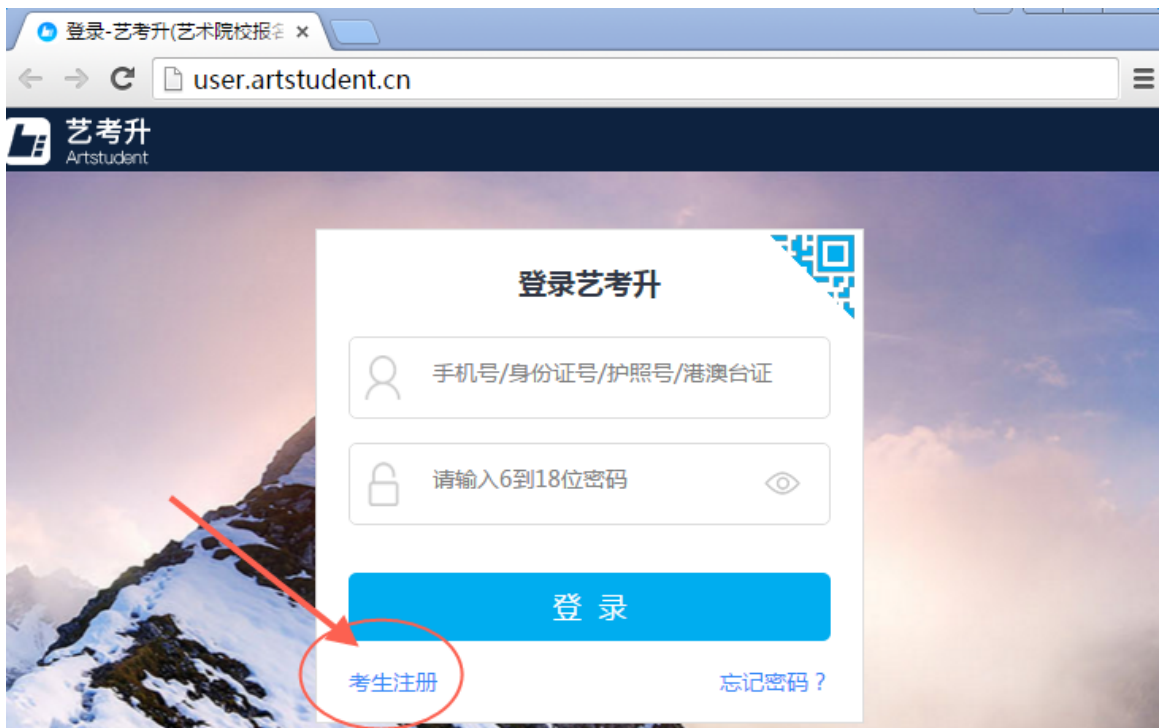 登录-艺考升(艺术院校报名
user.artstudent.cn
艺考升
Artstudent
登录艺考升
手机号/身份证号/护照号/港澳台证
请输入6到18位密码
登 录
考生注册
忘记密码？